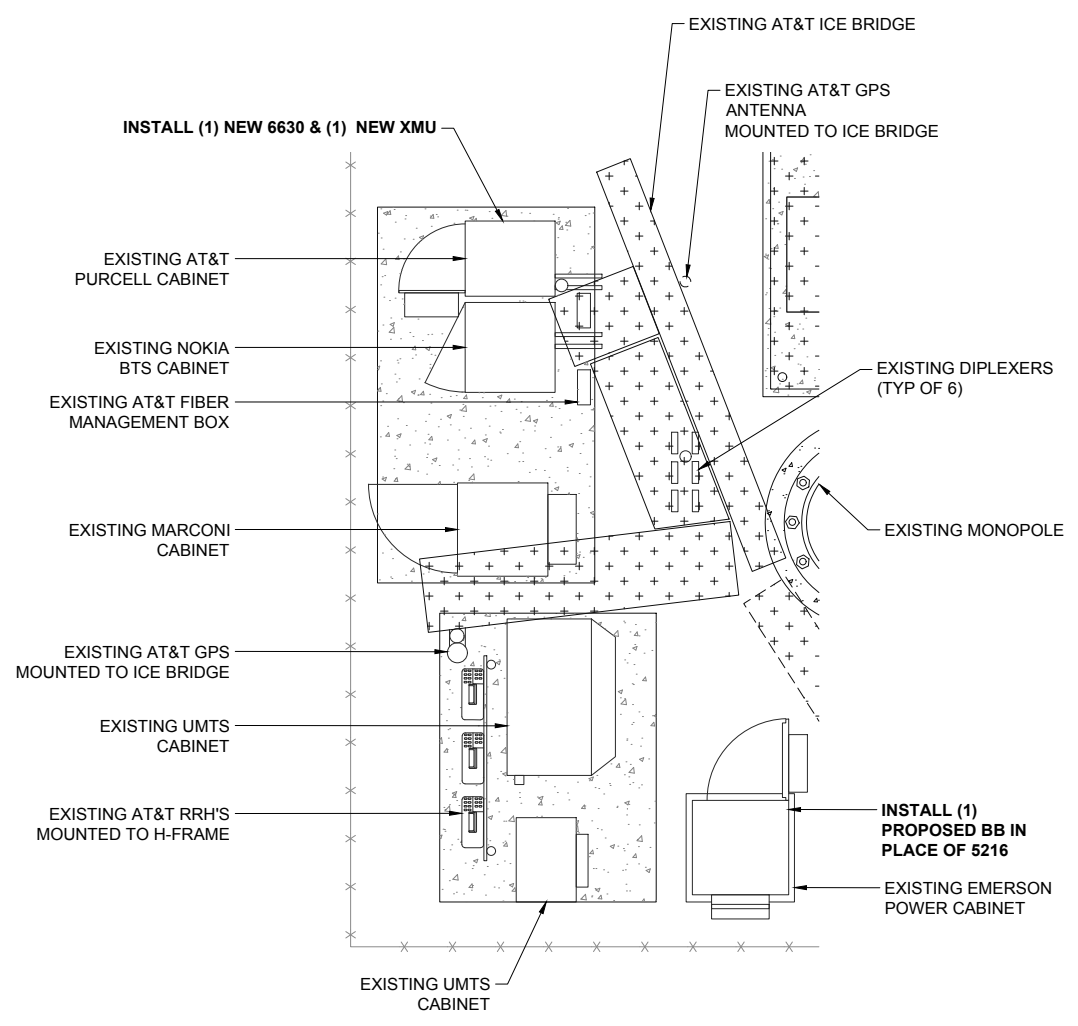 EXISTING AT&T ICE BRIDGE
EXISTING AT&T GPS
ANTENNA
MOUNTED TO ICE BRIDGE
INSTALL (1) NEW 6630 & (1) NEW XMU
EXISTING AT&T
PURCELL CABINET
EXISTING NOKIA
BTS CABINET
EXISTING AT&T FIBER
MANAGEMENT BOX
EXISTING DIPLEXERS
(TYP OF 6)
EXISTING MARCONI
CABINET
EXISTING MONOPOLE
EXISTING AT&T GPS
MOUNTED TO ICE BRIDGE
EXISTING UMTS
CABINET
EXISTING AT&T RRH'S
MOUNTED TO H-FRAME
INSTALL (1)
PROPOSED BB IN
PLACE OF 5216
EXISTING EMERSON
POWER CABINET
EXISTING UMTS
CABINET